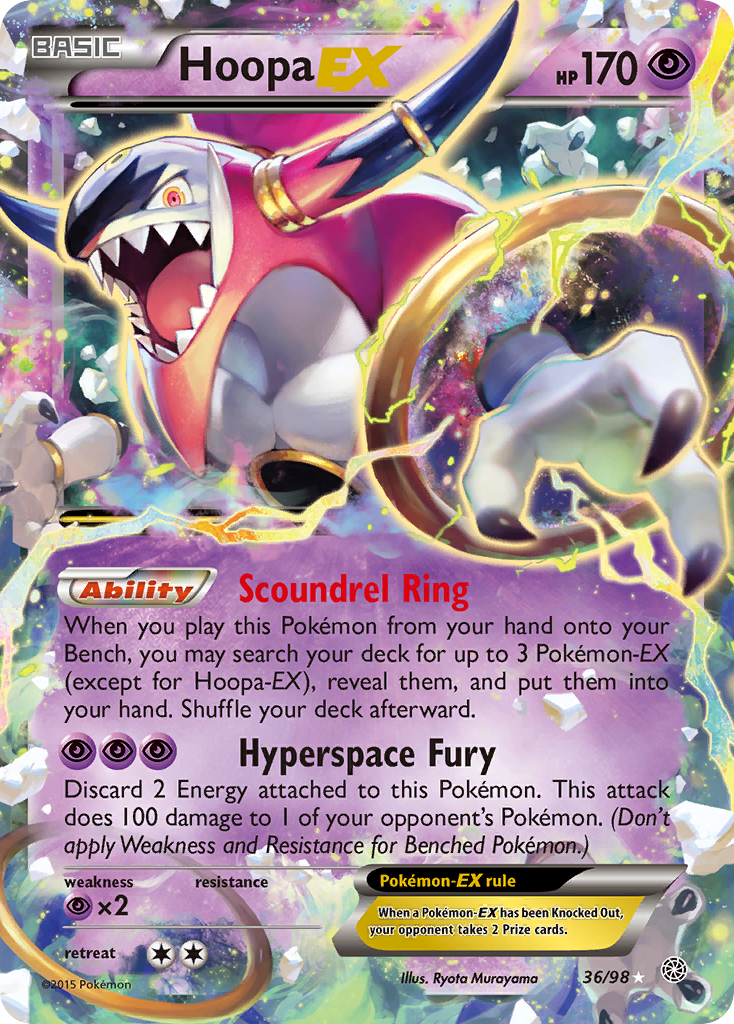 BASIC
Hoopa EX
HP 170
Ability Scoundrel Ring
When you play this Pokémon from your hand onto your
Bench, you may search your deck for up to 3 Pokémon-EX
(except for Hoopa-EX), reveal them, and put them into
your hand. Shuffle your deck afterward.
Hyperspace Fury
Discard 2 Energy attached to this Pokémon. This attack
does 100 damage to 1 of your opponent's Pokémon. (Don't
apply Weakness and Resistance for Benched Pokémon.)
weakness resistance
×2
retreat
Pokémon-EX rule
When a Pokémon-EX has been Knocked Out,
your opponent takes 2 Prize cards.
©2015 Pokémon
Illus. Ryota Murayama
36/98